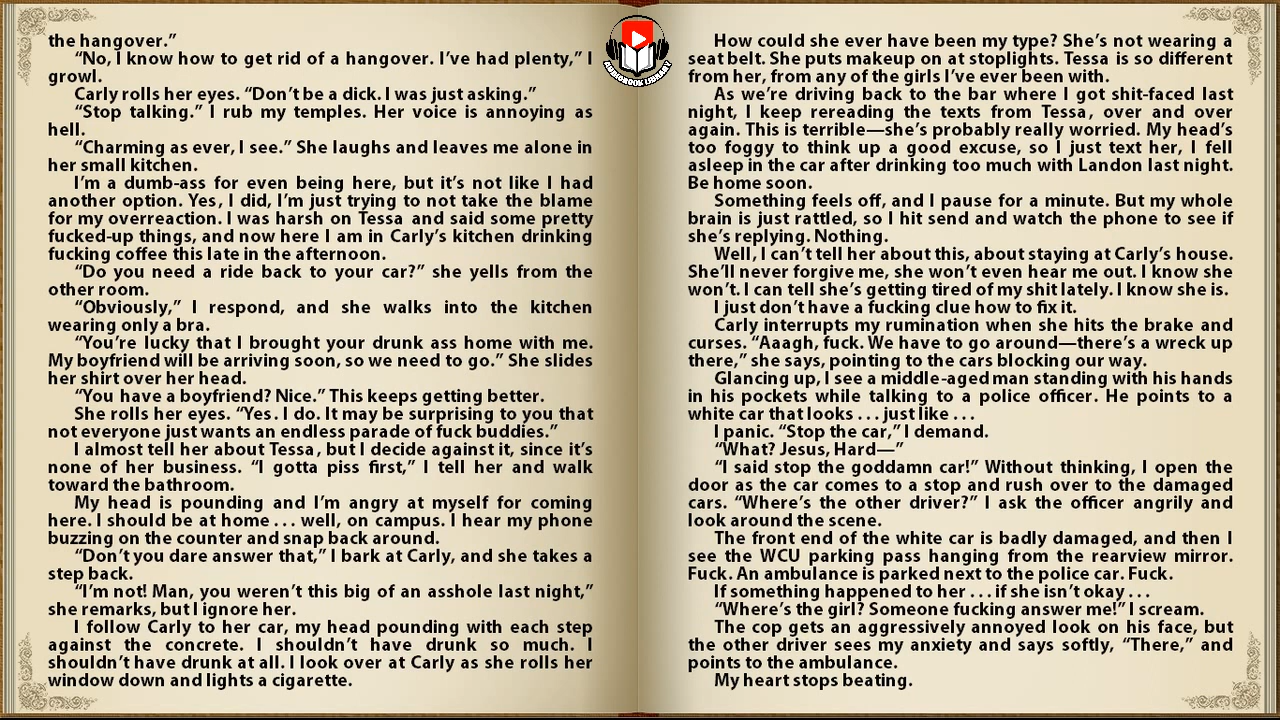 the hangover.”
“No, I know how to get rid of a hangover. I’ve had plenty,” I
growl.
Carly rolls her eyes. “Don’t be a dick. I was just asking.”
“Stop talking.” I rub my temples. Her voice is annoying as
hell.
“Charming as ever, I see.” She laughs and leaves me alone in
her small kitchen.
I’m a dumb-ass for even being here, but it’s not like I had
another option. Yes, I did, I’m just trying to not take the blame
for my overreaction. I was harsh on Tessa and said some pretty
fucked-up things, and now here I am in Carly’s kitchen drinking
fucking coffee this late in the afternoon.
“Do you need a ride back to your car?” she yells from the
other room.
“Obviously,” I respond, and she walks into the kitchen
wearing only a bra.
“You’re lucky that I brought your drunk ass home with me.
My boyfriend will be arriving soon, so we need to go.” She slides
her shirt over her head.
“You have a boyfriend? Nice.” This keeps getting better.
She rolls her eyes. “Yes. I do. It may be surprising to you that
not everyone just wants an endless parade of fuck buddies.”
I almost tell her about Tessa, but I decide against it, since it’s
none of her business. “I gotta piss first,” I tell her and walk
toward the bathroom.
My head is pounding and I’m angry at myself for coming
here. I should be at home . . . well, on campus. I hear my phone
buzzing on the counter and snap back around.
“Don’t you dare answer that,” I bark at Carly, and she takes a
step back.
“I’m not! Man, you weren’t this big of an asshole last night,”
she remarks, but I ignore her.
I follow Carly to her car, my head pounding with each step
against the concrete. I shouldn’t have drunk so much. I
shouldn’t have drunk at all. I look over at Carly as she rolls her
window down and lights a cigarette.
AUDIOBOOK LIBRARY
How could she ever have been my type? She’s not wearing a
seat belt. She puts makeup on at stoplights. Tessa is so different
from her, from any of the girls I’ve ever been with.
As we’re driving back to the bar where I got shit-faced last
night, I keep rereading the texts from Tessa, over and over
again. This is terrible—she’s probably really worried. My head’s
too foggy to think up a good excuse, so I just text her, I fell
asleep in the car after drinking too much with Landon last night.
Be home soon.
Something feels off, and I pause for a minute. But my whole
brain is just rattled, so I hit send and watch the phone to see if
she’s replying. Nothing.
Well, I can’t tell her about this, about staying at Carly’s house.
She’ll never forgive me, she won’t even hear me out. I know she
won’t. I can tell she’s getting tired of my shit lately. I know she is.
I just don’t have a fucking clue how to fix it.
Carly interrupts my rumination when she hits the brake and
curses. “Aaagh, fuck. We have to go around—there’s a wreck up
there,” she says, pointing to the cars blocking our way.
Glancing up, I see a middle-aged man standing with his hands
in his pockets while talking to a police officer. He points to a
white car that looks . . . just like . . .
I panic. “Stop the car,” I demand.
“What? Jesus, Hard—”
“I said stop the goddamn car!” Without thinking, I open the
door as the car comes to a stop and rush over to the damaged
cars. “Where’s the other driver?” I ask the officer angrily and
look around the scene.
The front end of the white car is badly damaged, and then I
see the WCU parking pass hanging from the rearview mirror.
Fuck. An ambulance is parked next to the police car. Fuck.
If something happened to her . . . if she isn’t okay . . .
“Where’s the girl? Someone fucking answer me!” I scream.
The cop gets an aggressively annoyed look on his face, but
the other driver sees my anxiety and says softly, “There,” and
points to the ambulance.
My heart stops beating.